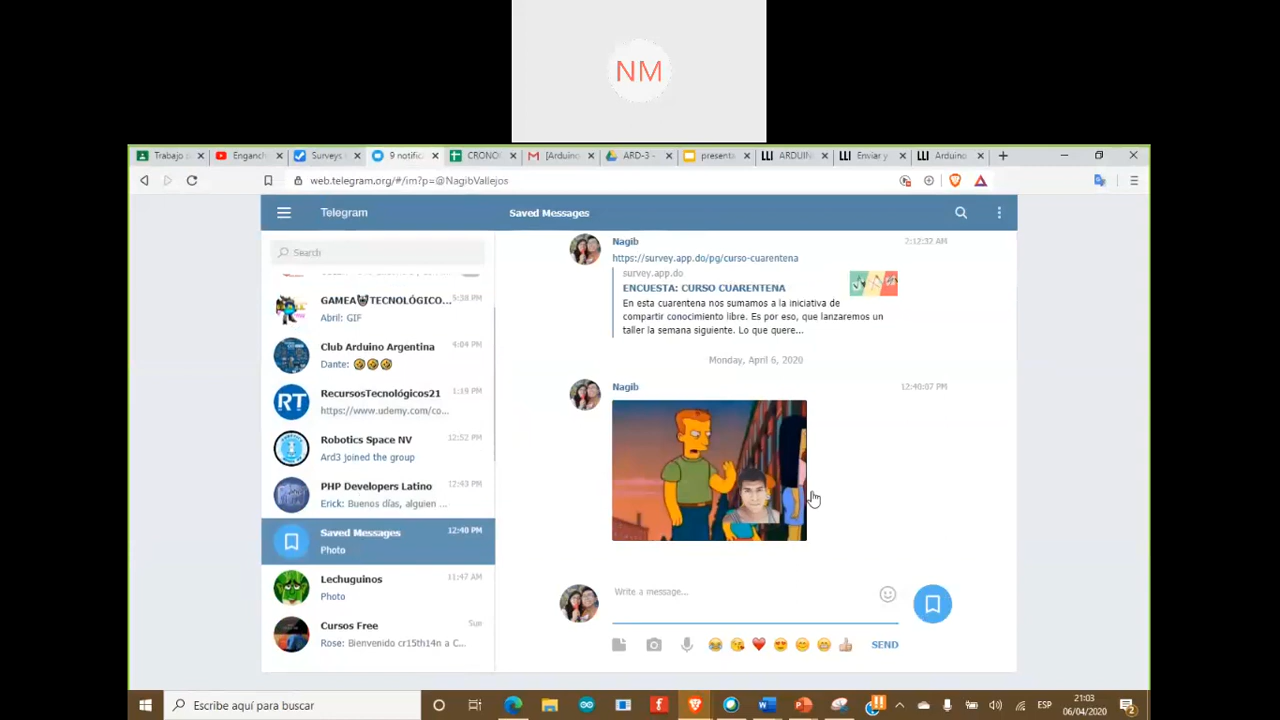 NM
Trabajo s
Enganch
Surveys
9 notific
CRONO
[Arduino
ARD-3 -
presenta
ARDUIN
Enviar y
Arduino
web.telegram.org/#/im?p=@NagibVallejos
Telegram
Saved Messages
Search
GAMEA TECNOLÓGICO... 5:38 PM
Abril: GIF
Club Arduino Argentina 4:04 PM
Dante: 🤣🤣🤣
RT
RecursosTecnológicos21 1:19 PM
https://www.udemy.com/co...
Robotics Space NV 12:52 PM
Ard3 joined the group
PHP Developers Latino 12:43 PM
Erick: Buenos días, alguien ...
Saved Messages 12:40 PM
Photo
Lechuguinos 11:47 AM
Photo
Cursos Free Sun
Rose: Bienvenido cr15th14n a C...
Nagib 2:12:32 AM
https://survey.app.do/pg/curso-cuarentena
survey.app.do
ENCUESTA: CURSO CUARENTENA
En esta cuarentena nos sumamos a la iniciativa de
compartir conocimiento libre. Es por eso, que lanzaremos un
taller la semana siguiente. Lo que quere...
Monday, April 6, 2020
Nagib 12:40:07 PM
Write a message...
SEND
Escribe aquí para buscar
ESP
21:03
06/04/2020
2